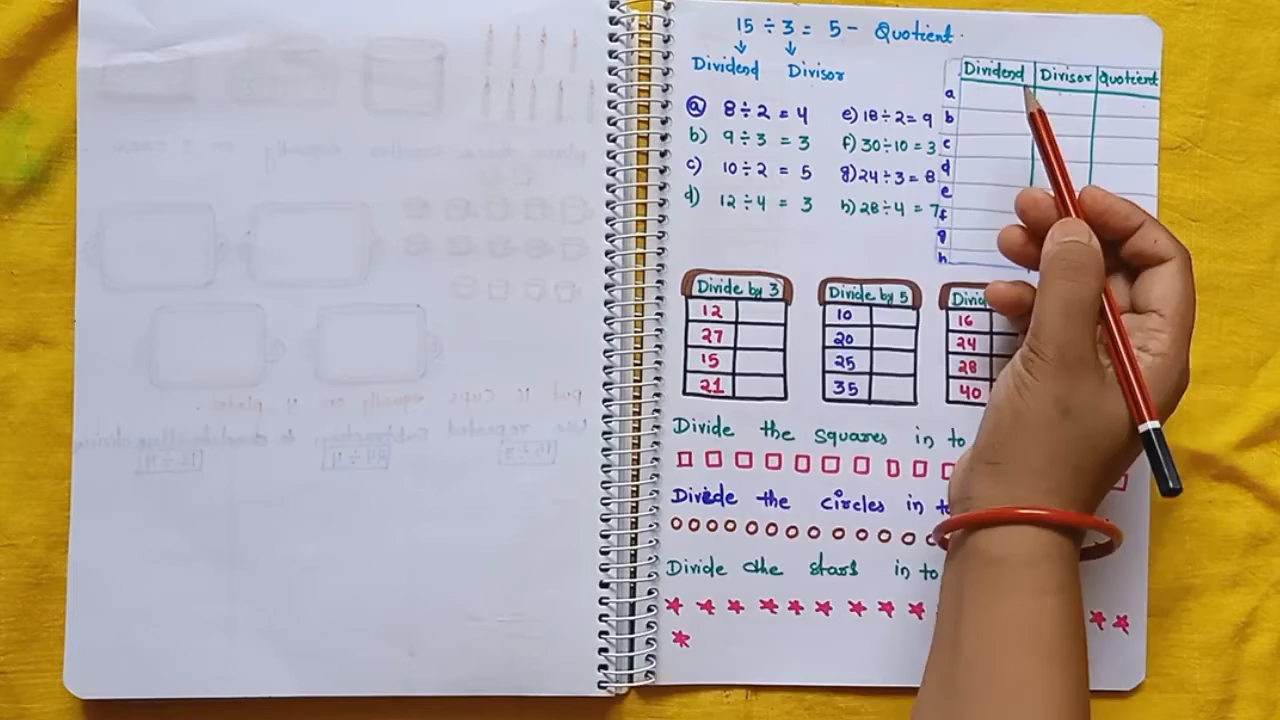 15 ÷ 3 = 5 - Quotient.
Dividend Divisor
a) 8 ÷ 2 = 4
b) 9 ÷ 3 = 3
c) 10 ÷ 2 = 5
d) 12 ÷ 4 = 3
e) 18 ÷ 2 = 9
f) 30 ÷ 10 = 3
g) 24 ÷ 3 = 8
h) 28 ÷ 4 = 7
Dividend Divisor Quotient
a
b
c
d
e
f
g
h
Divide by 3
12
27
15
21
Divide by 5
10
20
25
35
16
24
28
40
Divide the squares in to
Divide the circles in
Divide the stars in to